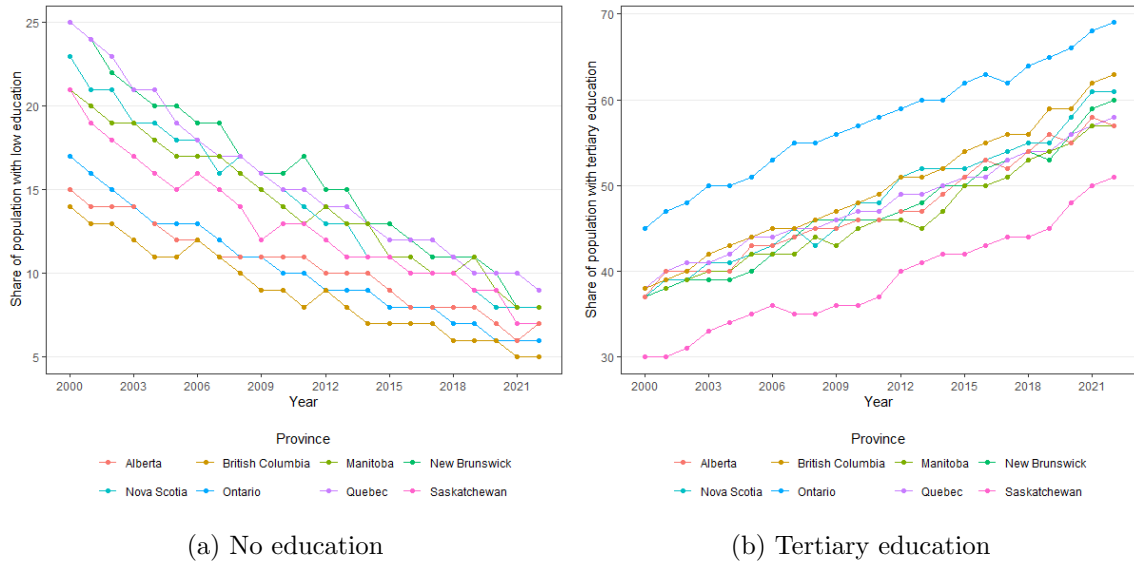 Share of population with low education
25
20
15
10
5
2000 2003 2006 2009 2012 2015 2018 2021
Year
Province
Alberta British Columbia Manitoba New Brunswick
Nova Scotia Ontario Quebec Saskatchewan
(a) No education
Share of population with tertiary education
70
60
50
40
30
2000 2003 2006 2009 2012 2015 2018 2021
Year
Province
Alberta British Columbia Manitoba New Brunswick
Nova Scotia Ontario Quebec Saskatchewan
(b) Tertiary education